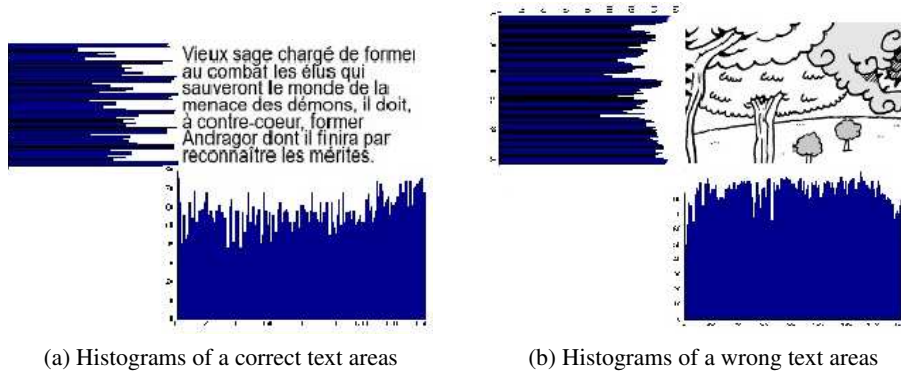 Vieux sage chargé de former
au combat les élus qui
sauveront le monde de la
menace des démons, il doit,
à contre-coeur, former
Andragor dont il finira par
reconnaître les mérites.
(a) Histograms of a correct text areas
(b) Histograms of a wrong text areas